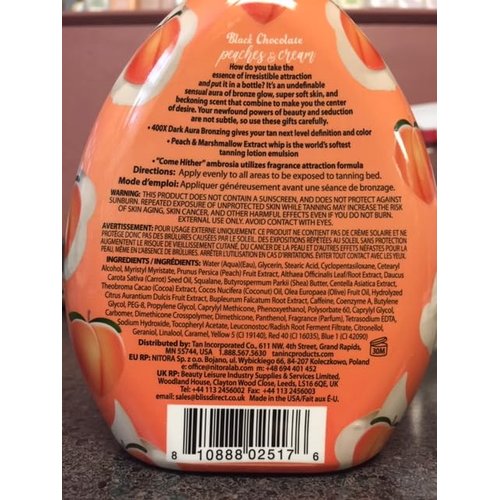 Black Chocolate
peaches & cream
How do you take the
essence of irresistible attraction
and put it in a bottle? It's an undefinable
sensual aura of bronze glow, super soft skin, and
beckoning scent that combine to make you the center
of desire. Your newfound powers of beauty and seduction
are not subtle, so use these gifts carefully.
• 400X Dark Aura Bronzing gives your tan next level definition and color
• Peach & Marshmallow Extract whip is the world's softest
tanning lotion emulsion
• "Come Hither" ambrosia utilizes fragrance attraction formula
Directions: Apply evenly to all areas to be exposed to tanning bed.
Mode d'emploi: Appliquer généreusement avant une séance de bronzage.
WARNING: THIS PRODUCT DOES NOT CONTAIN A SUNSCREEN, AND DOES NOT PROTECT AGAINST
SUNBURN. REPEATED EXPOSURE OF UNPROTECTED SKIN WHILE TANNING MAY INCREASE THE RISK
OF SKIN AGING, SKIN CANCER, AND OTHER HARMFUL EFFECTS EVEN IF YOU DO NOT BURN.
EXTERNAL USE ONLY. AVOID CONTACT WITH EYES.
AVERTISSEMENT: POUR USAGE EXTERNE UNIQUEMENT. CE PRODUIT NE CONTIENT PAS DE CRÈME SOLAIRE ET NE
PROTÈGE DONC PAS DES BRÛLURES CAUSÉES PAR LE SOLEIL. DES EXPOSITIONS RÉPÉTÉES AU SOLEIL, SANS PROTECTION
AUGMENTENT LE RISQUE DE VIEILLISSEMENT CUTANÉ, DU CANCER DE LA PEAU ET D'AUTRES EFFETS NÉFASTES POUR LA
PEAU, MÊME EN L'ABSENCE DE BRÛLURES. ARRÊTER L'UTILISATION EN CAS D'IRRITATION. EVITER TOUT CONTACT AVEC LES YEUX.
INGREDIENTS / INGRÉDIENTS: Water (Aqua)(Eau), Glycerin, Stearic Acid, Cyclopentasiloxane, Cetearyl
Alcohol, Myristyl Myristate, Prunus Persica (Peach) Fruit Extract, Althaea Officinalis Leaf/Root Extract, Daucus
Carota Sativa (Carrot) Seed Oil, Squalane, Butyrospermum Parkii (Shea) Butter, Centella Asiatica Extract,
Theobroma Cacao (Cocoa) Extract, Cocos Nucifera (Coconut) Oil, Olea Europaea (Olive) Fruit Oil, Hydrolyzed
Citrus Aurantium Dulcis Fruit Extract, Bupleurum Falcatum Root Extract, Caffeine, Coenzyme A, Butylene
Glycol, PEG-8, Propylene Glycol, Caprylyl Methicone, Phenoxyethanol, Polysorbate 60, Caprylyl Glycol,
Carbomer, Dimethicone Crosspolymer, Dimethicone, Panthenol, Fragrance (Parfum), Tetrasodium EDTA,
Sodium Hydroxide, Tocopheryl Acetate, Leuconostoc/Radish Root Ferment Filtrate, Citronellol,
Geraniol, Linalool, Caramel, Yellow 5 (CI 19140), Red 40 (CI 16035), Blue 1 (CI 42090)
Distributed by: Tan Incorporated Co., 611 NW. 4th Street, Grand Rapids,
MN 55744, USA 1.888.567.5630 tanincproducts.com
EU RP: NITORA Sp. z o.o. Bojano, ul. Wybickiego 66, 84-207 Koleczkowo, Poland
e: office@nitoralab.com t: +48 694 401 452
UK RP: Beauty Leisure Industry Supplies & Services Limited,
Woodland House, Clayton Wood Close, Leeds, LS16 6QE, UK
Tel: +44 113 2456002 Fax: +44 113 2456003
email: sales@blissdirect.co.uk Made in the USA/Fait aux É-U.
30M
8 10888 02517 6